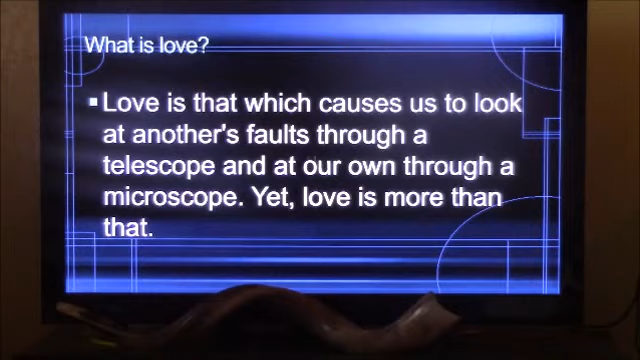 What is love?
▪Love is that which causes us to look
at another's faults through a
telescope and at our own through a
microscope. Yet, love is more than
that.